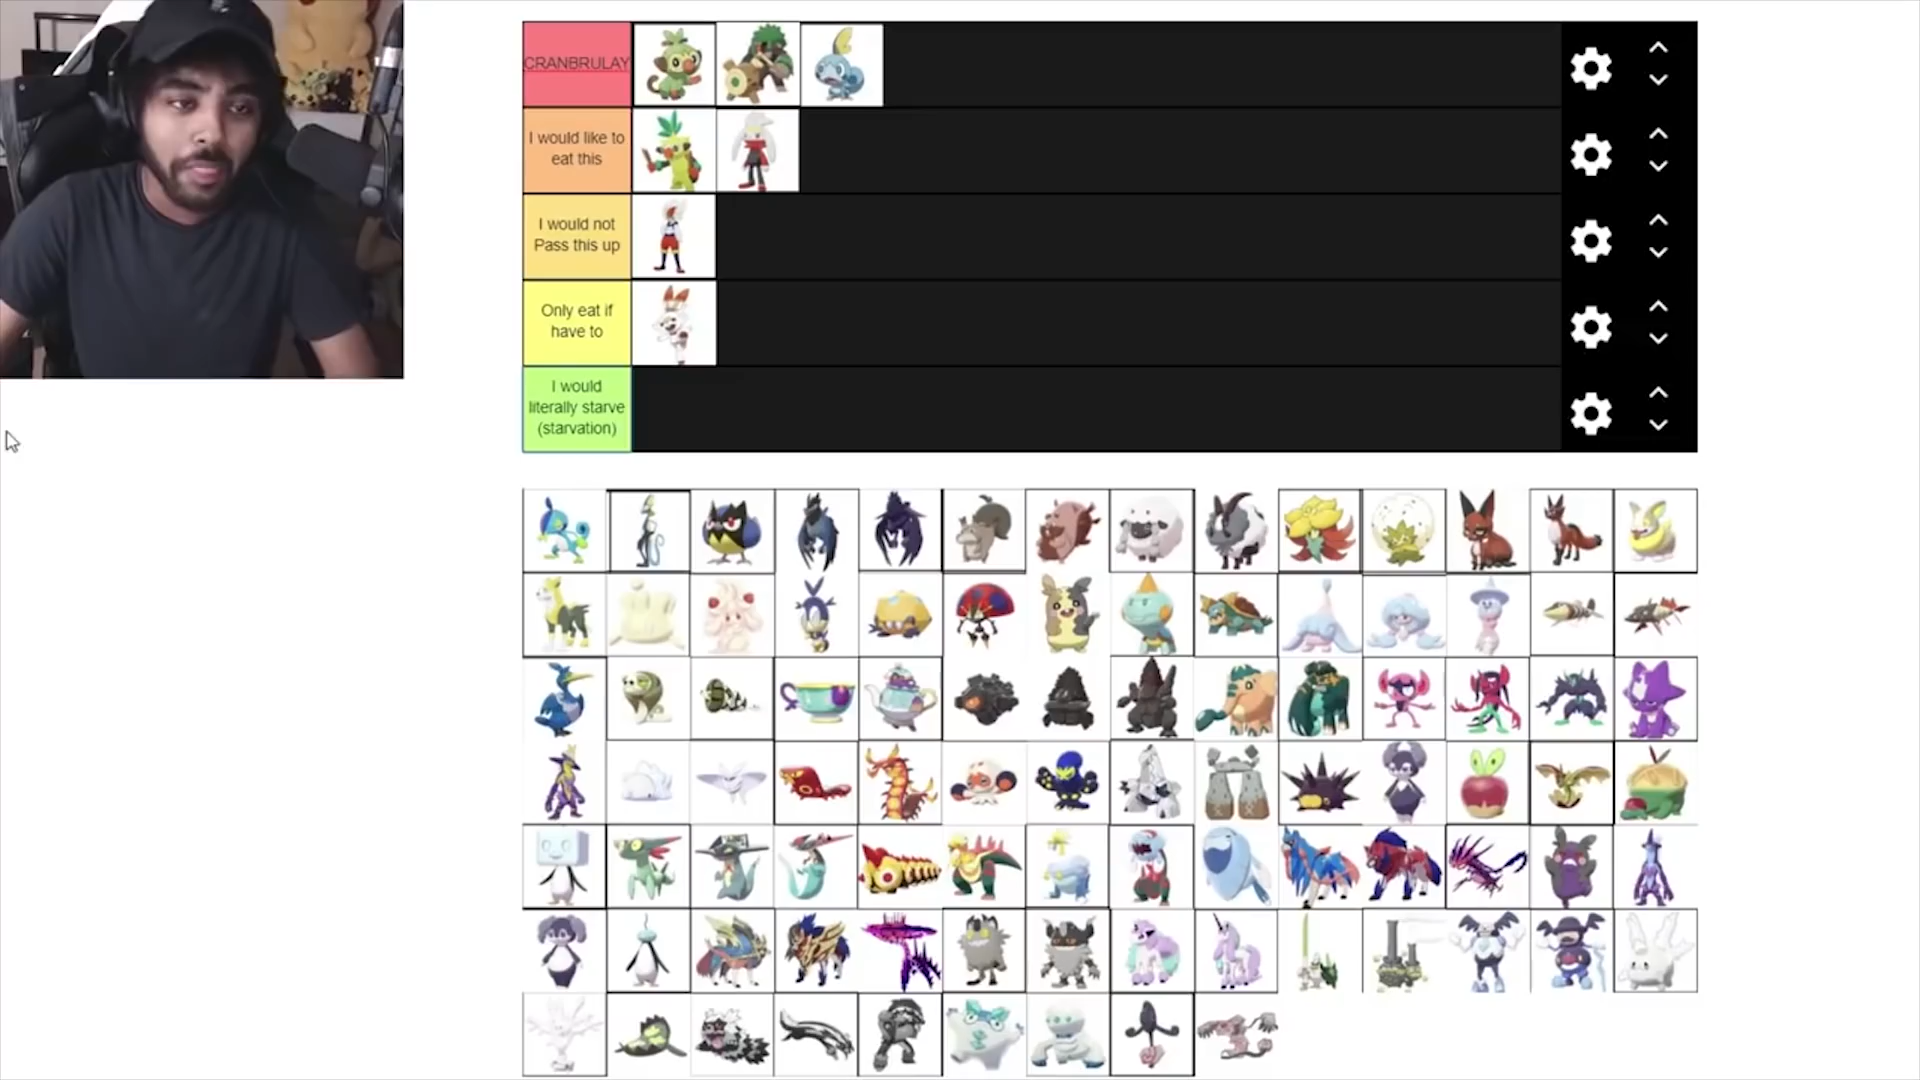 CRANBRULAY
I would like to
eat this
I would not
Pass this up
Only eat if
have to
I would
literally starve
(starvation)